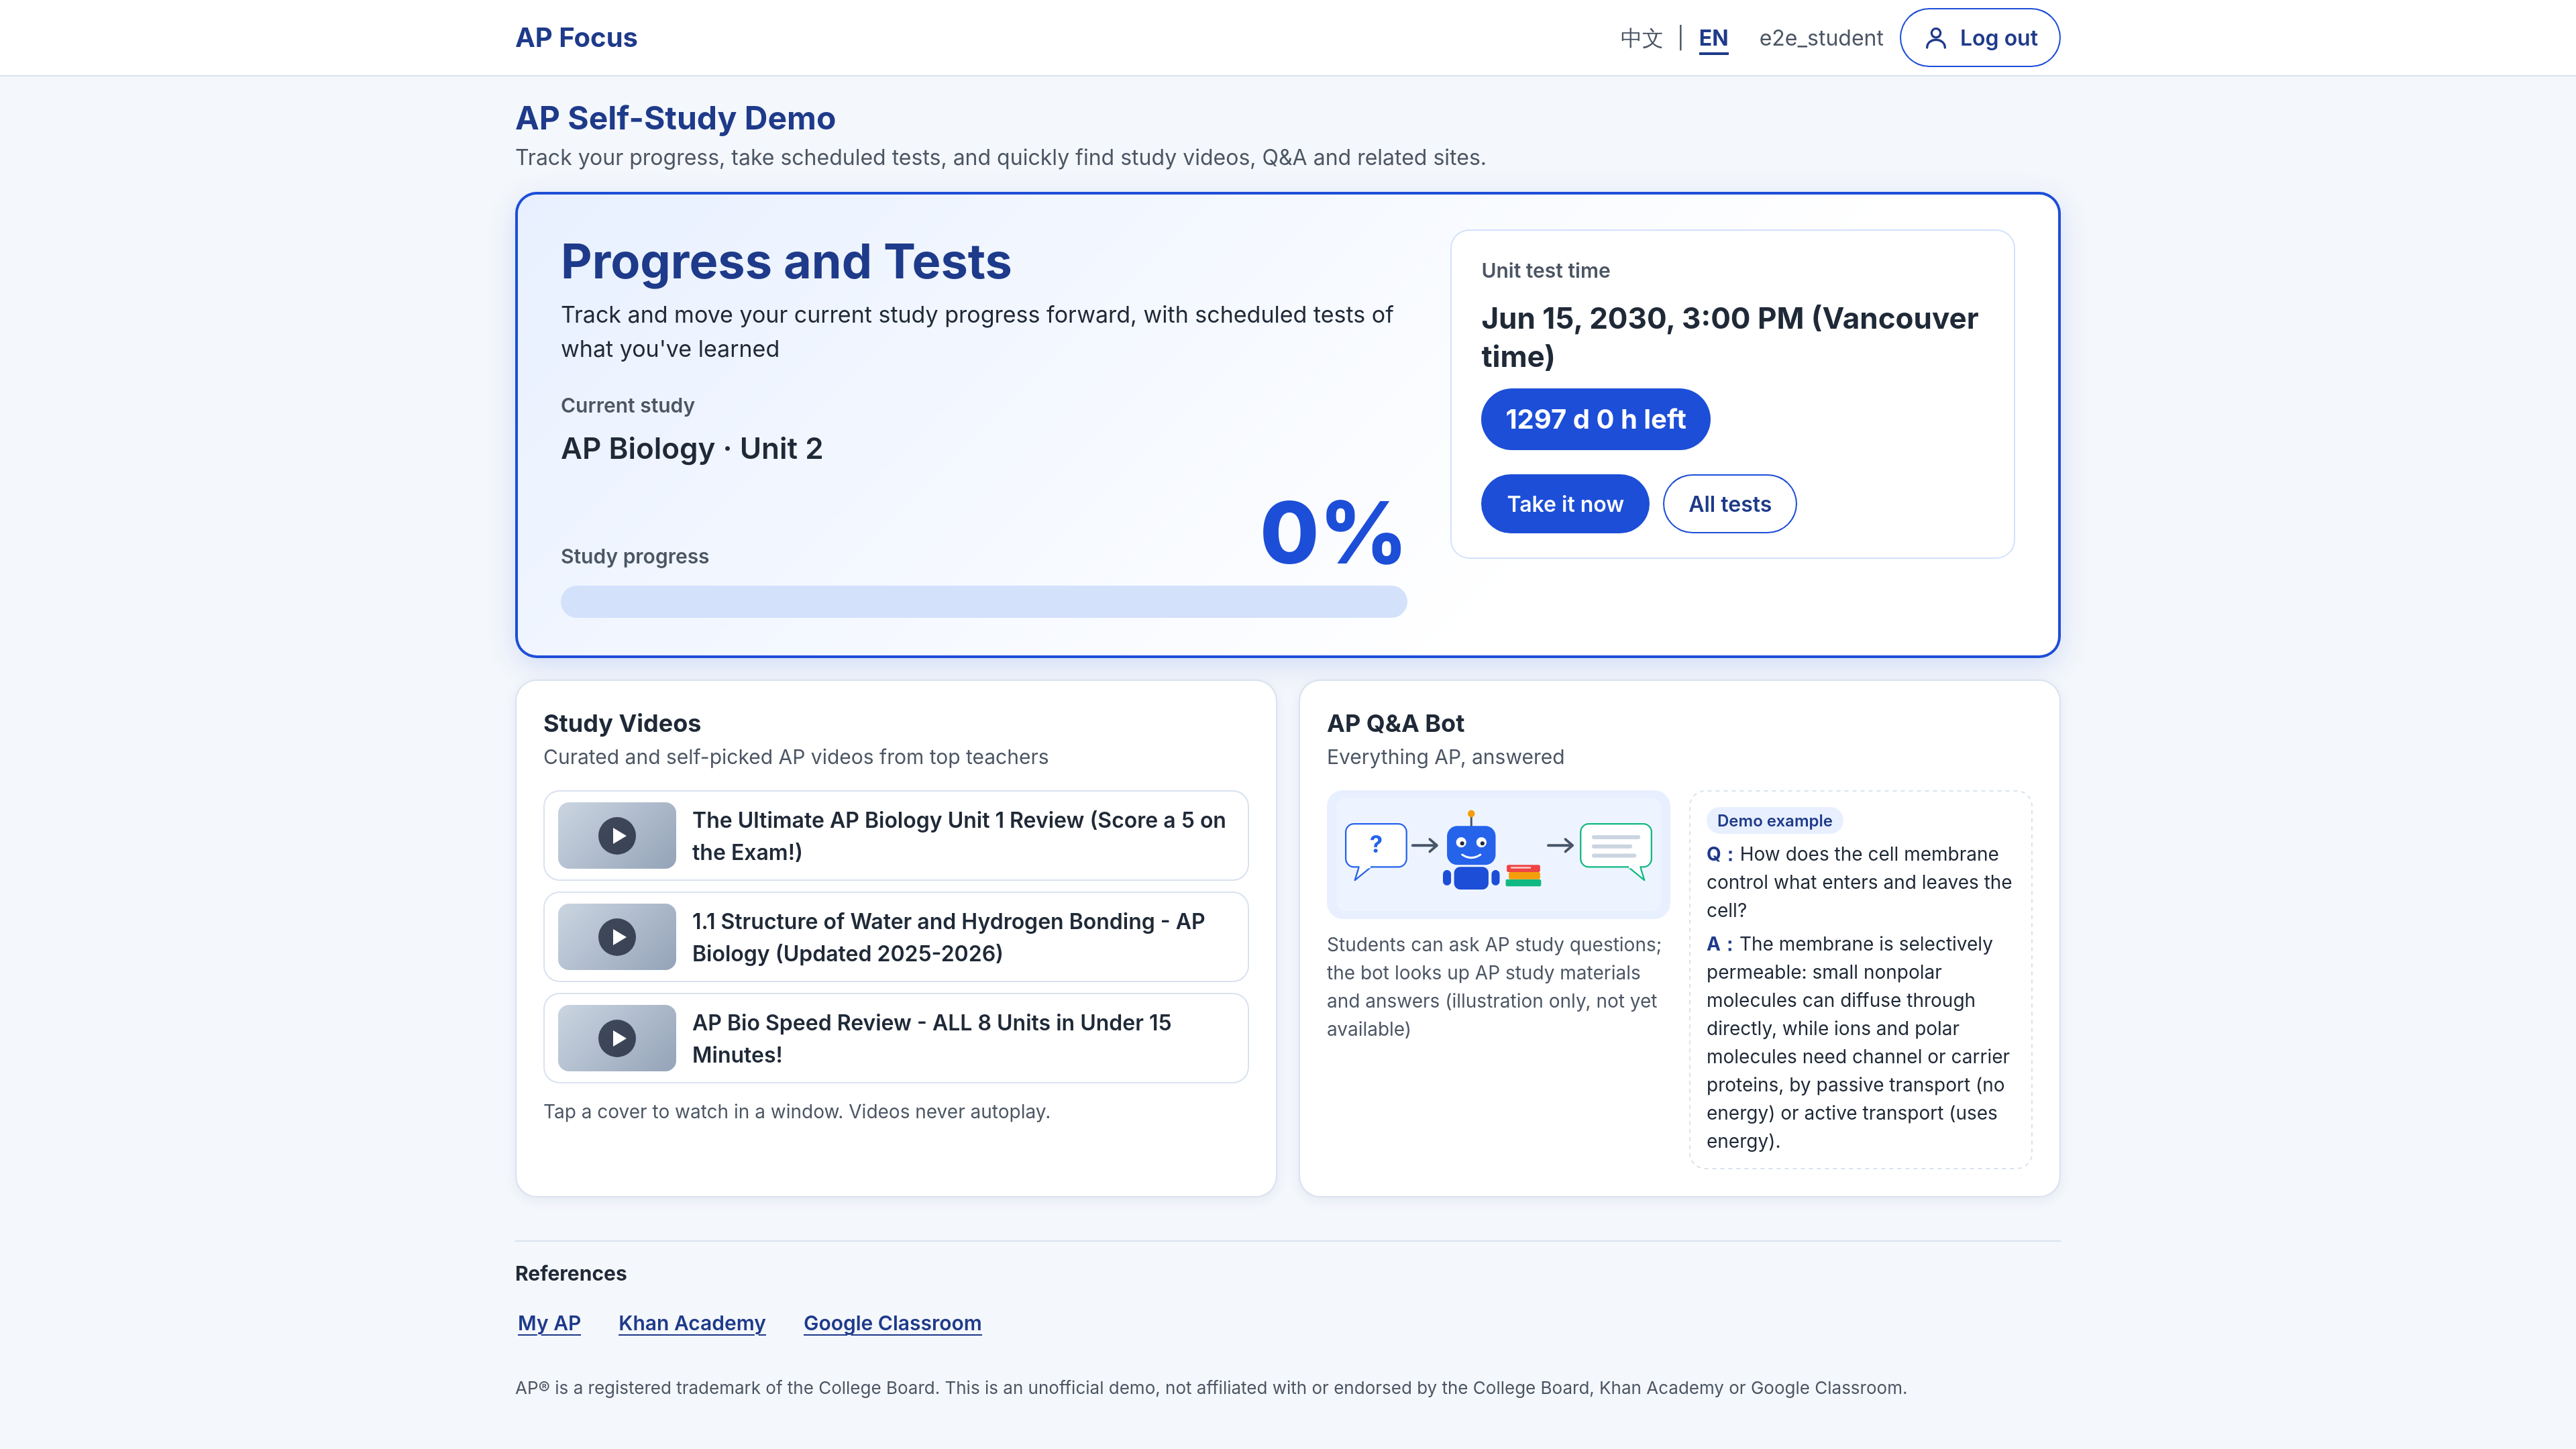 AP Focus
中文 | EN e2e_student Log out
AP Self-Study Demo
Track your progress, take scheduled tests, and quickly find study videos, Q&A and related sites.
Progress and Tests
Track and move your current study progress forward, with scheduled tests of
what you've learned
Current study
AP Biology · Unit 2
Study progress
0%
Unit test time
Jun 15, 2030, 3:00 PM (Vancouver
time)
1297 d 0 h left
Take it now
All tests
Study Videos
Curated and self-picked AP videos from top teachers
The Ultimate AP Biology Unit 1 Review (Score a 5 on
the Exam!)
1.1 Structure of Water and Hydrogen Bonding - AP
Biology (Updated 2025-2026)
AP Bio Speed Review - ALL 8 Units in Under 15
Minutes!
Tap a cover to watch in a window. Videos never autoplay.
AP Q&A Bot
Everything AP, answered
?
Students can ask AP study questions;
the bot looks up AP study materials
and answers (illustration only, not yet
available)
Demo example
Q : How does the cell membrane
control what enters and leaves the
cell?
A : The membrane is selectively
permeable: small nonpolar
molecules can diffuse through
directly, while ions and polar
molecules need channel or carrier
proteins, by passive transport (no
energy) or active transport (uses
energy).
References
My AP
Khan Academy
Google Classroom
AP® is a registered trademark of the College Board. This is an unofficial demo, not affiliated with or endorsed by the College Board, Khan Academy or Google Classroom.